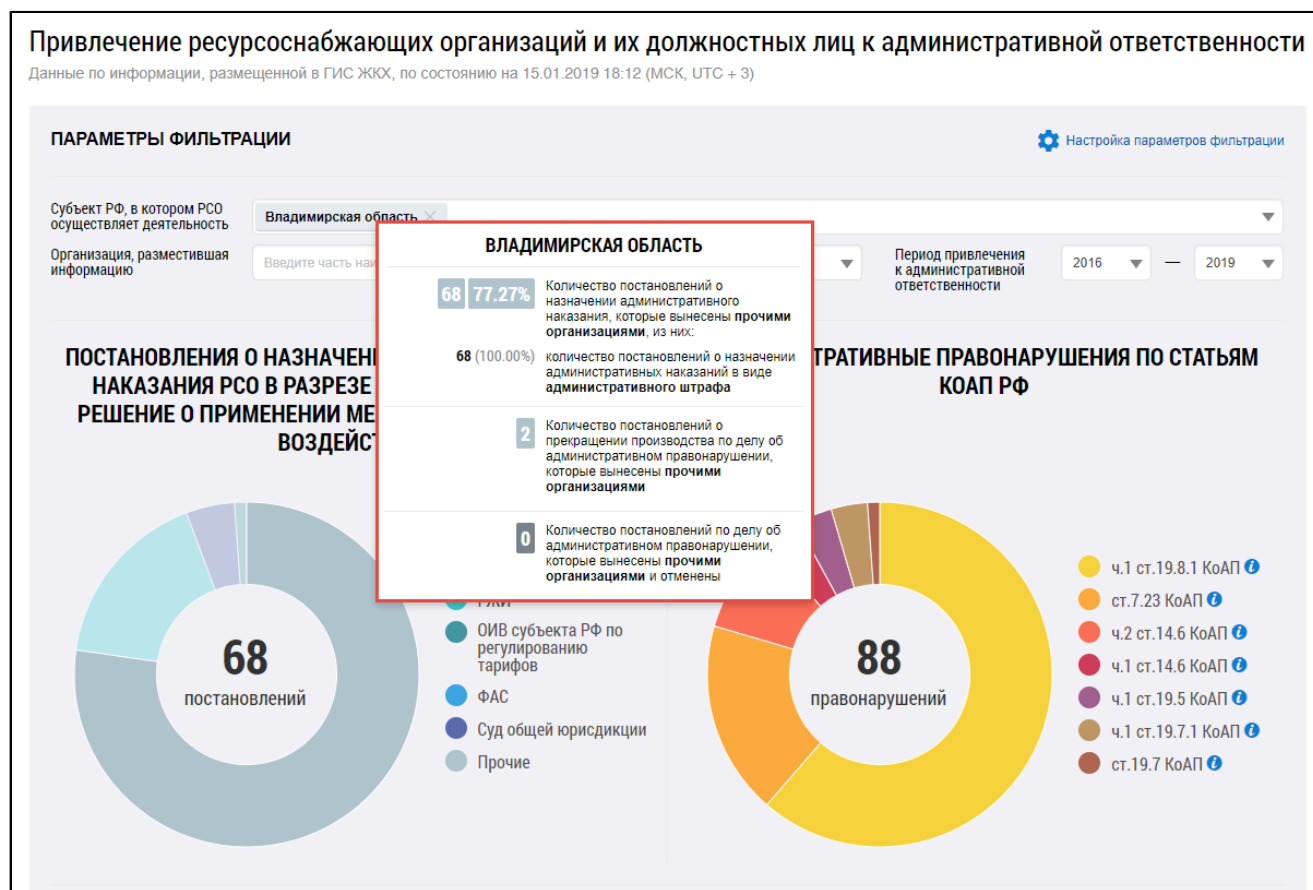 Привлечение ресурсоснабжающих организаций и их должностных лиц к административной ответственности
Данные по информации, размещенной в ГИС ЖКХ, по состоянию на 15.01.2019 18:12 (МСК, UTC + 3)
ПАРАМЕТРЫ ФИЛЬТРАЦИИ
Настройка параметров фильтрации
Субъект РФ, в котором РСО
осуществляет деятельность
Владимирская область
Организация, разместившая
информацию
Введите часть
Период привлечения
к административной
ответственности
2016 — 2019
ВЛАДИМИРСКАЯ ОБЛАСТЬ
68 77.27%
Количество постановлений о
назначении административного
наказания, которые вынесены прочими
организациями, из них:
68 (100.00%)
количество постановлений о назначении
административных наказаний в виде
административного штрафа
2
Количество постановлений о
прекращении производства по делу об
административном правонарушении,
которые вынесены прочими
организациями
0
Количество постановлений по делу об
административном правонарушении,
которые вынесены прочими
организациями и отменены
ПОСТАНОВЛЕНИЯ О
НАКАЗАНИЯ РСО В РАЗРЕЗЕ
РЕШЕНИЕ О ПРИМЕНЕНИИ
68
постановлений
ОИВ субъекта РФ по
регулированию
тарифов
ФАС
Суд общей юрисдикции
Прочие
ПРАВОНАРУШЕНИЯ ПО СТАТЬЯМ
КОАП РФ
88
правонарушений
ч.1 ст.19.8.1 КоАП
ст.7.23 КоАП
ч.2 ст.14.6 КоАП
ч.1 ст.14.6 КоАП
ч.1 ст.19.5 КоАП
ч.1 ст.19.7.1 КоАП
ст.19.7 КоАП